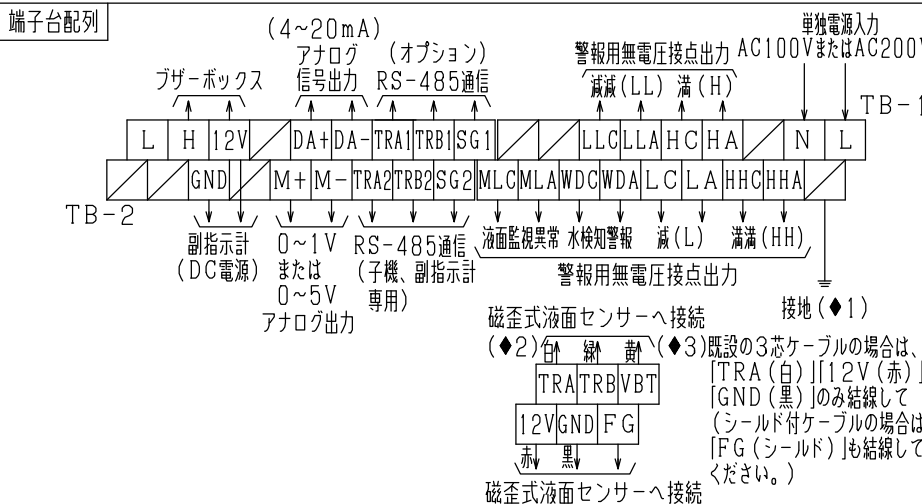 端子台配列
(4~20mA)
アナログ
信号出力
(オプション)
RS-485通信
ブザーボックス
警報用無電圧接点出力
減減(LL) 満(H)
単独電源入力
AC100VまたはAC200V
TB-1
L H 12V DA+ DA- TRA1 TRB1 SG1 LLC LLA HC HA N L
GND M+ M- TRA2 TRB2 SG2 MLC MLA WDC WDA LC LA HHC HHA
TB-2
副指示計
(DC電源)
0~1V
または
0~5V
アナログ出力
RS-485通信
(子機、副指示計
専用)
液面監視異常 水検知警報 減(L) 満満(HH)
警報用無電圧接点出力
接地(◆1)
磁歪式液面センサーへ接続
(◆2) 白 緑 黄
TRA TRB VBT
12V GND FG
赤 黒
磁歪式液面センサーへ接続
(◆3)既設の3芯ケーブルの場合は、
「TRA(白)」「12V(赤)」
「GND(黒)」のみ結線して
(シールド付ケーブルの場合は
「FG(シールド)」も結線して
ください。)